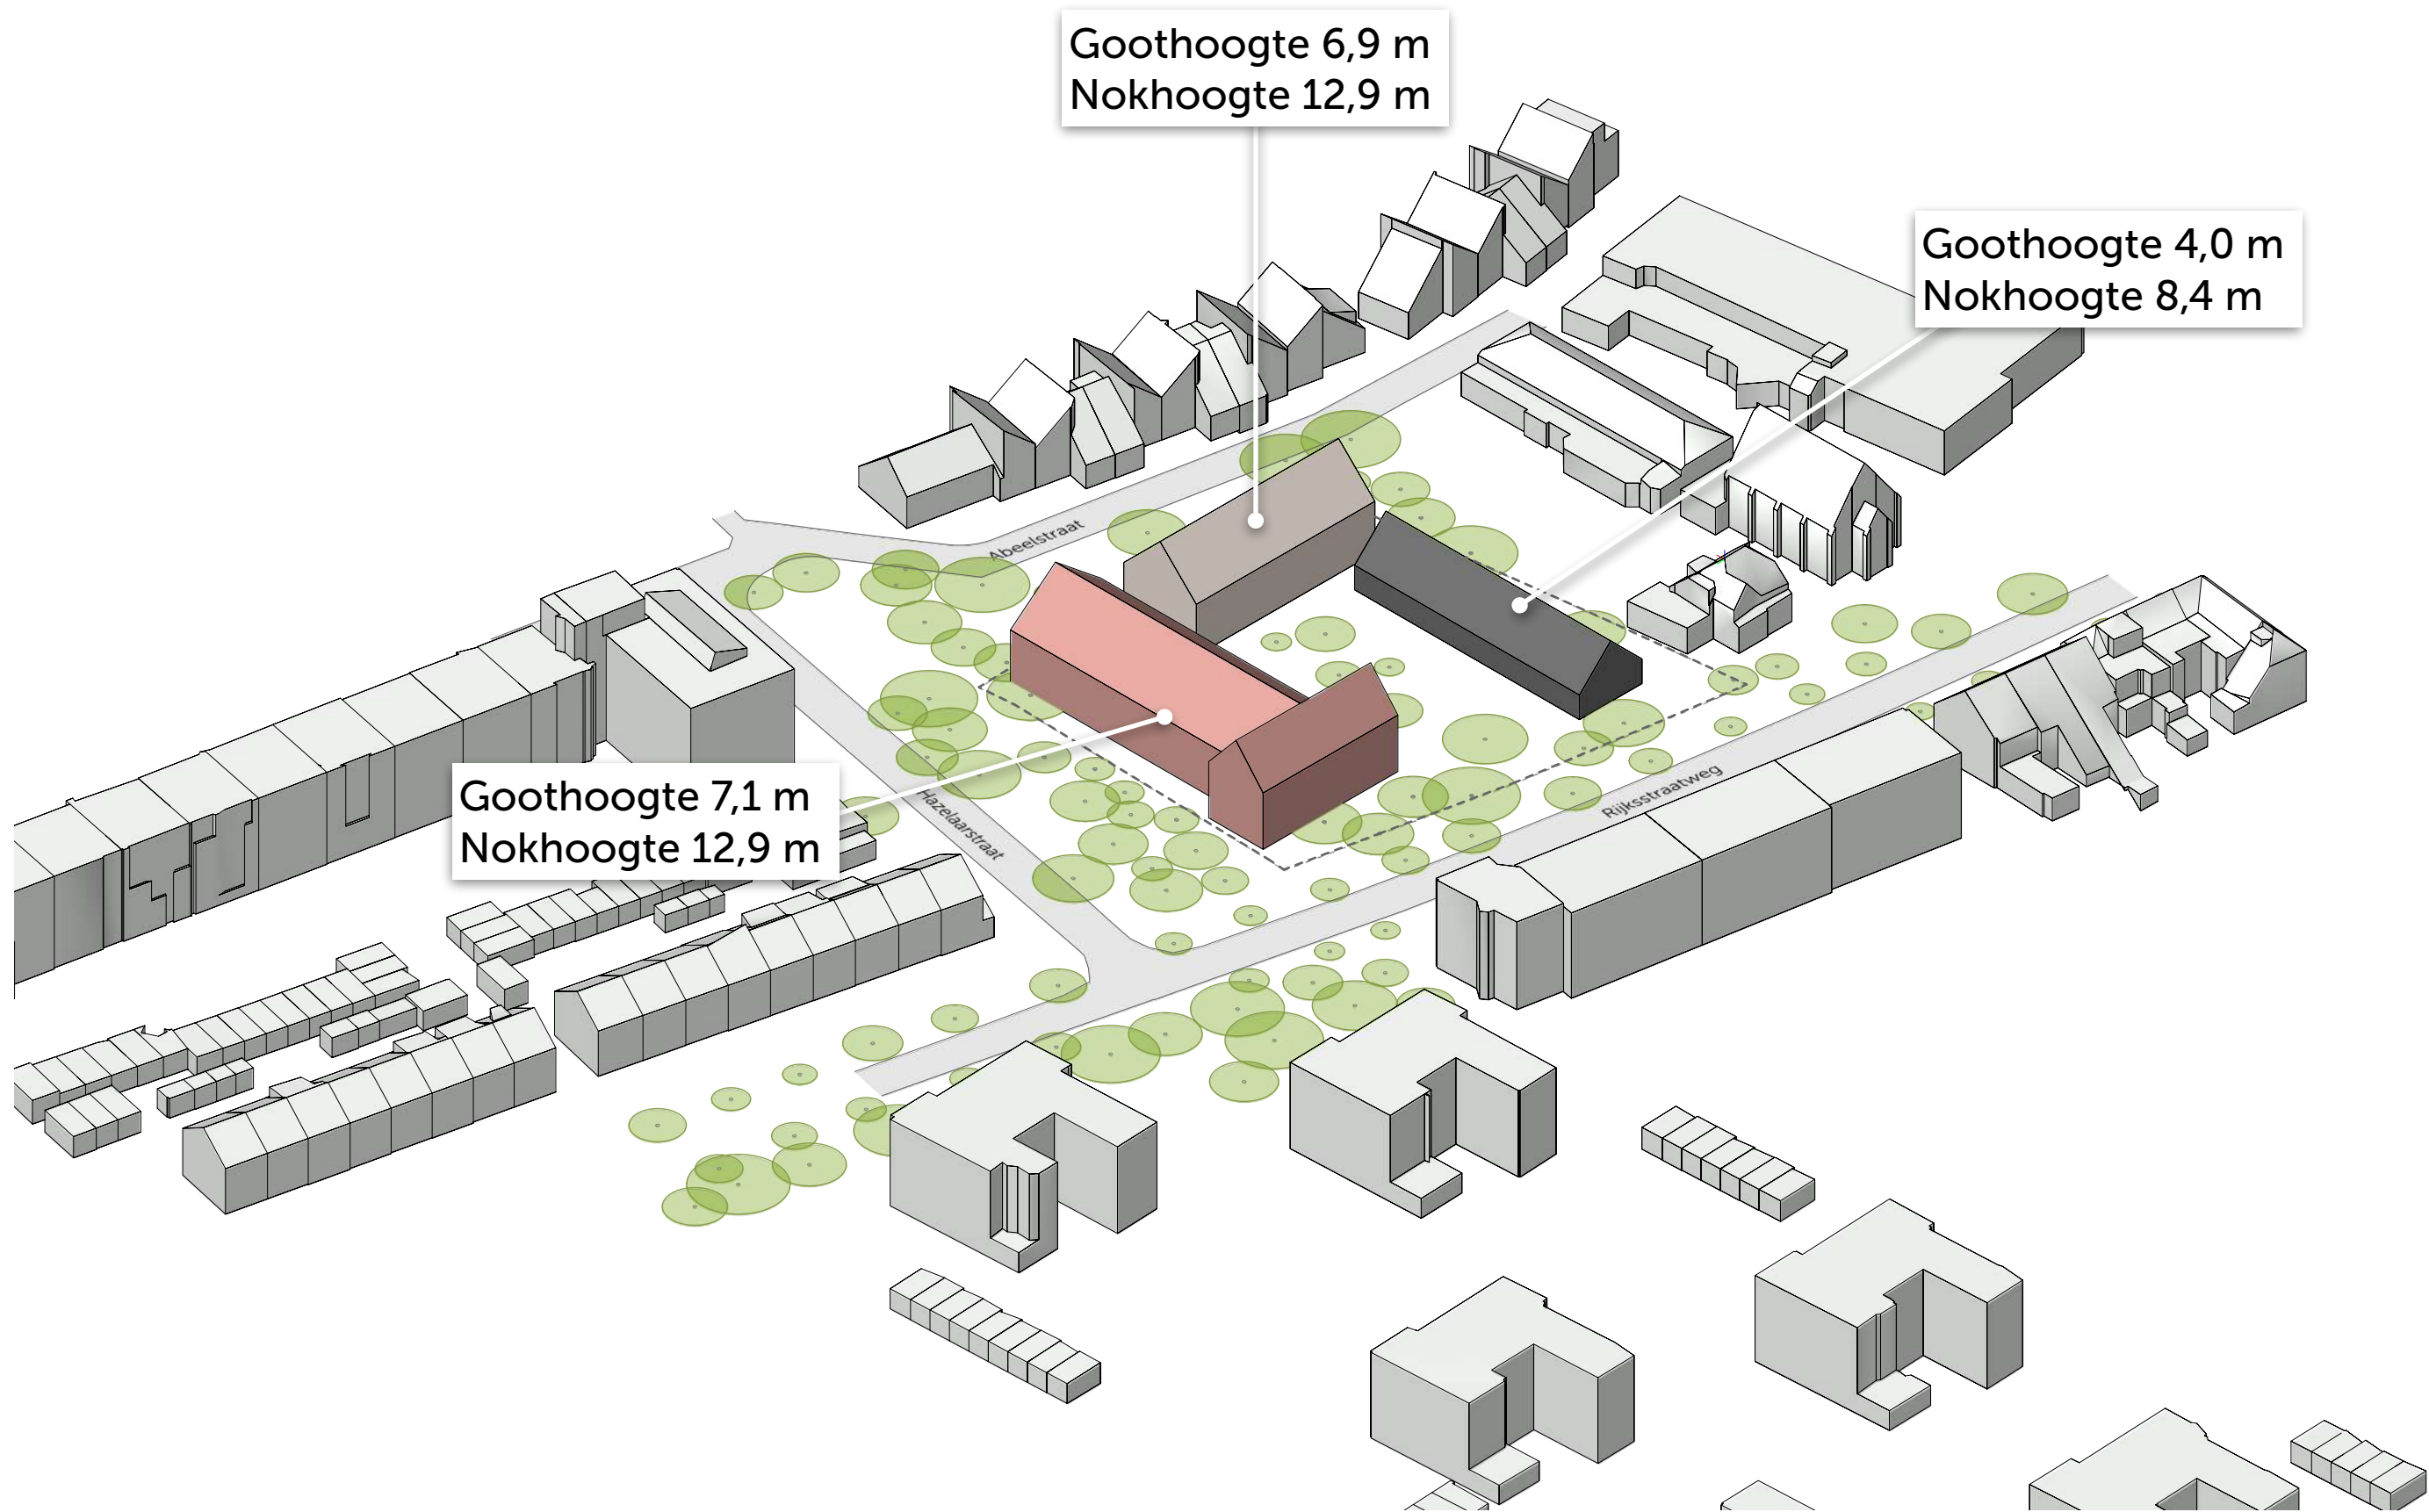 Goothoogte 6,9 m
Nokhoogte 12,9 m
Goothoogte 4,0 m
Nokhoogte 8,4 m
Abeelstraat
Goothoogte 7,1 m
Nokhoogte 12,9 m
Hazelaarstraat
Rijksstraatweg